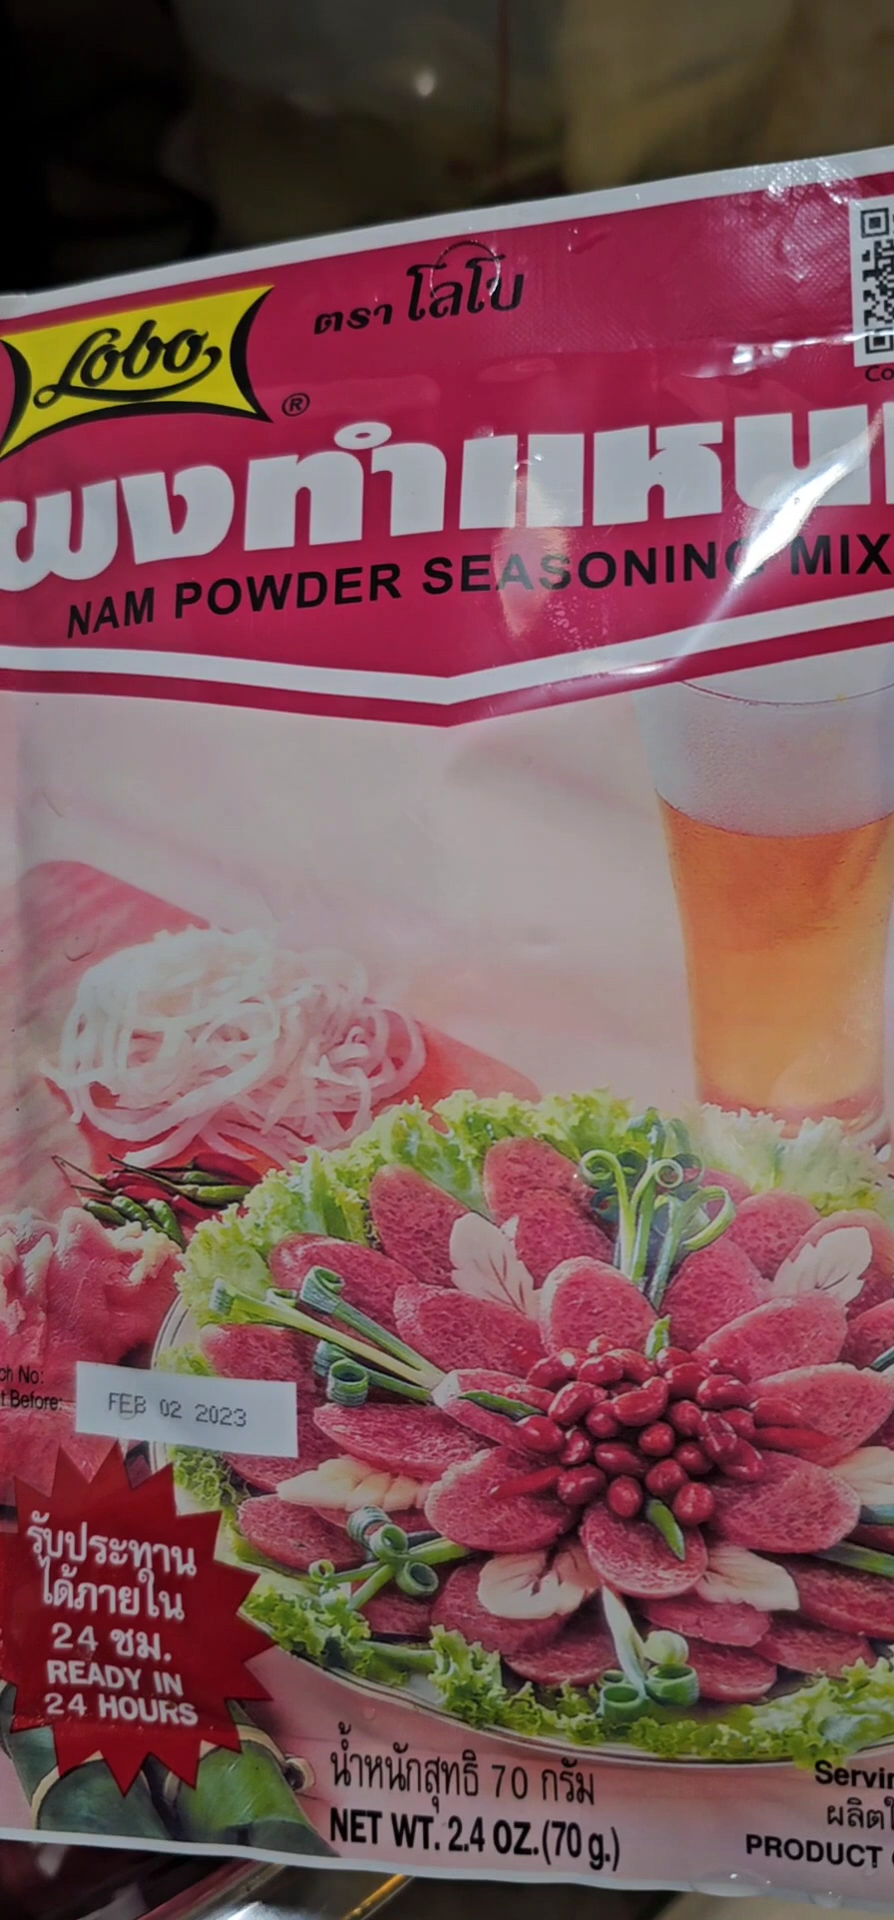 Lobo
®
ตรา โลโบ
Co
ผงทำแหนม
NAM POWDER SEASONING MIX
ch No:
t Before:
FEB 02 2023
รับประทาน
ได้ภายใน
24 ชม.
READY IN
24 HOURS
น้ำหนักสุทธิ 70 กรัม
NET WT. 2.4 OZ.(70 g.)
Servin
ผลิตใ
PRODUCT